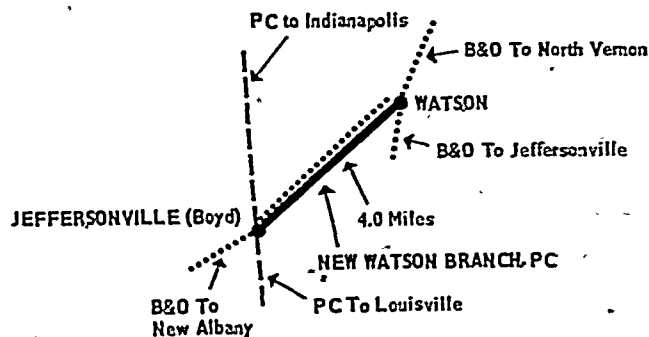 PC to Indianapolis
B&O To North Vernon
WATSON
B&O To Jeffersonville
JEFFERSONVILLE (Boyd)
4.0 Miles
NEW WATSON BRANCH, PC
B&O To
New Albany
PC To Louisville